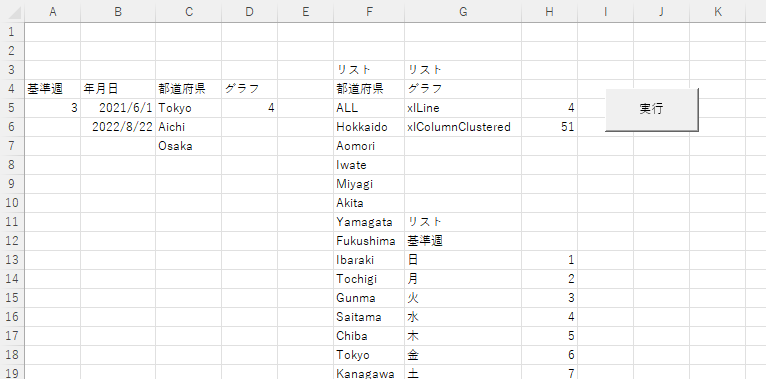 A B C D E F G H I J K
1
2
3 リスト リスト
4 基準週 年月日 都道府県 グラフ 都道府県 グラフ
5 3 2021/6/1 Tokyo 4 ALL xlLine 4 実行
6 2022/8/22 Aichi Hokkaido xlColumnClustered 51
7 Osaka Aomori
8 Iwate
9 Miyagi
10 Akita
11 Yamagata リスト
12 Fukushima 基準週
13 Ibaraki 日 1
14 Tochigi 月 2
15 Gunma 火 3
16 Saitama 水 4
17 Chiba 木 5
18 Tokyo 金 6
19 Kanagawa 土 7